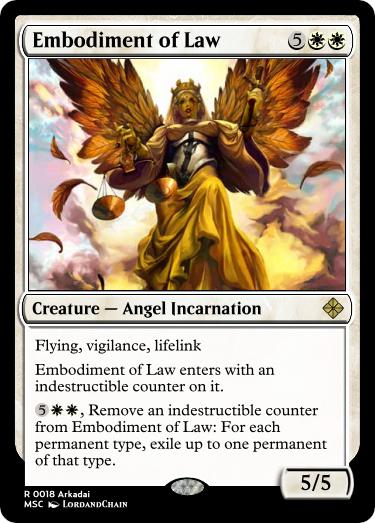 Embodiment of Law 5
Creature — Angel Incarnation
Flying, vigilance, lifelink
Embodiment of Law enters with an
indestructible counter on it.
5, Remove an indestructible counter
from Embodiment of Law: For each
permanent type, exile up to one permanent
of that type.
5/5
R 0018 Arkadai
MSC LordandChain